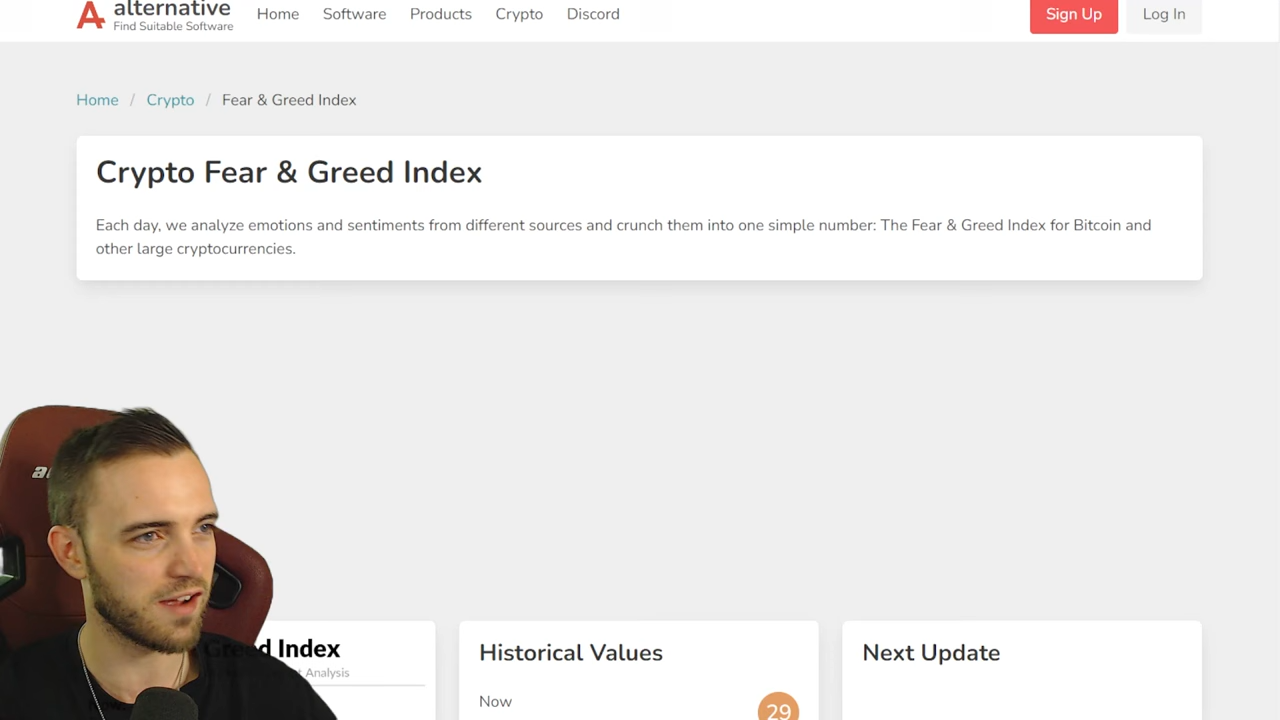 alternative
Find Suitable Software
Home Software Products Crypto Discord
Sign Up Log In
Home / Crypto / Fear & Greed Index
Crypto Fear & Greed Index
Each day, we analyze emotions and sentiments from different sources and crunch them into one simple number: The Fear & Greed Index for Bitcoin and
other large cryptocurrencies.
Greed Index
Analysis
Historical Values
Now
29
Next Update